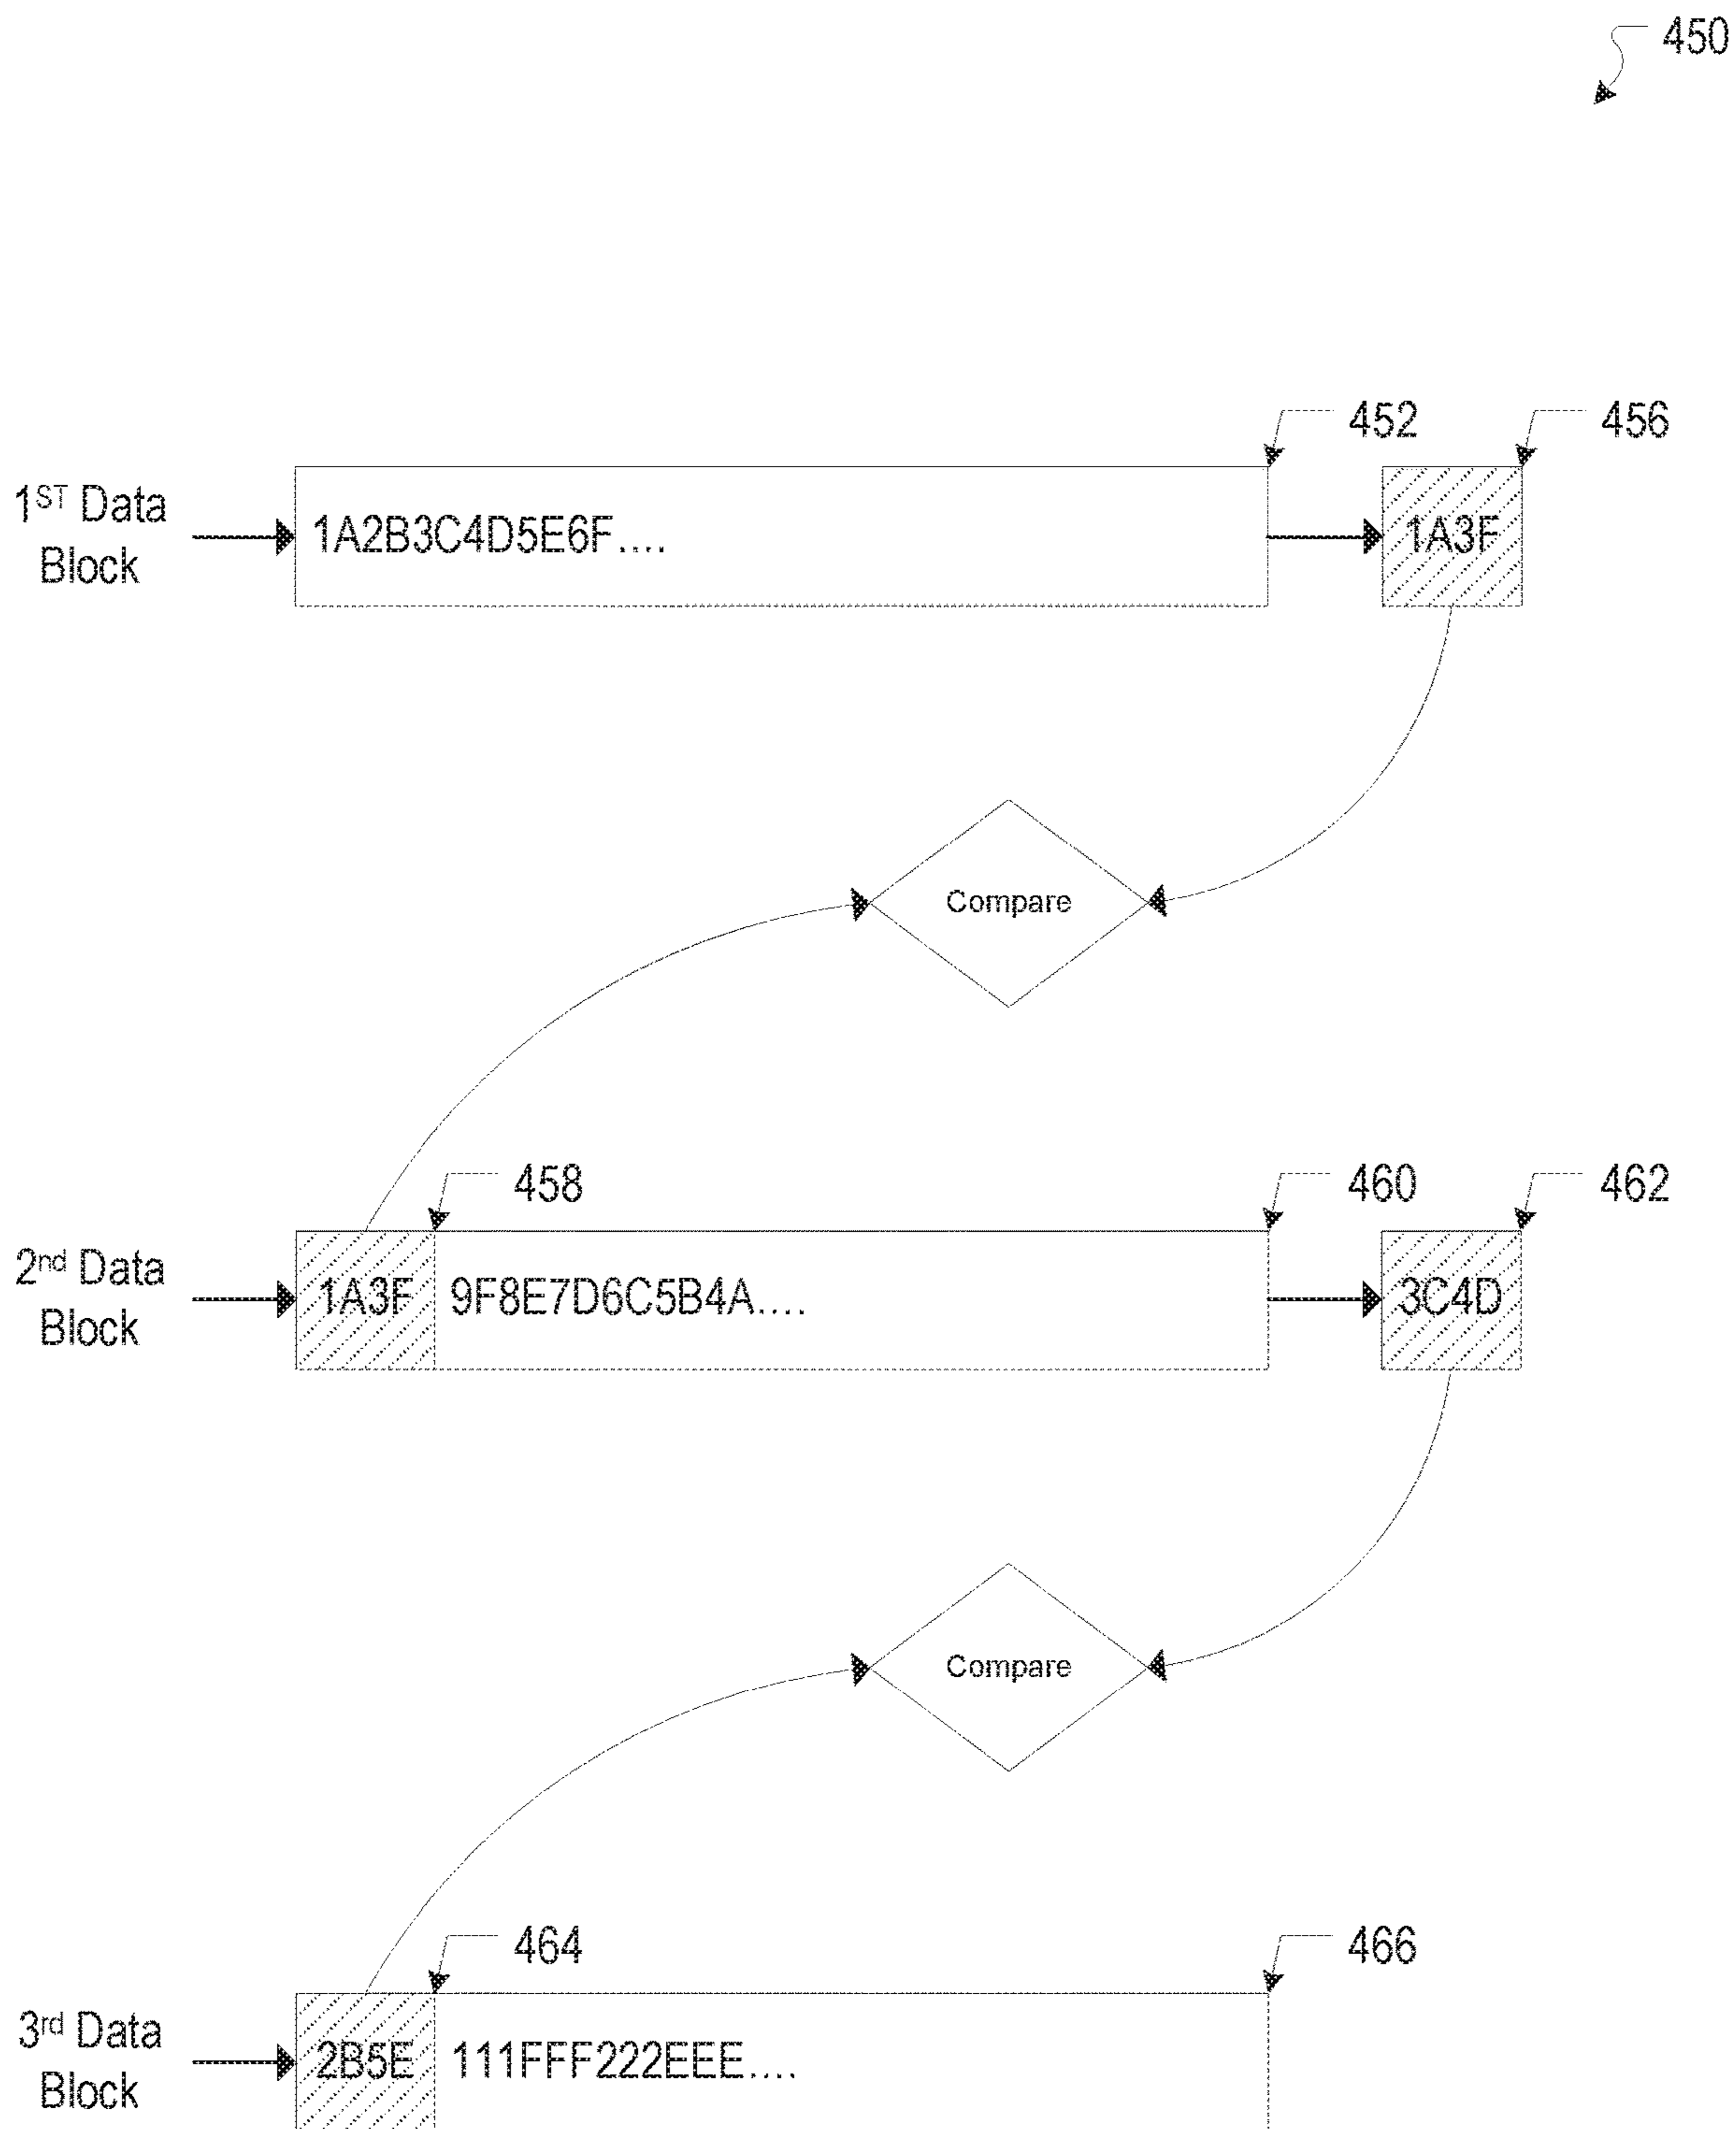 450
452
456
1ST Data
Block
1A2B3C4D5E6F....
1A3F
Compare
458
460
462
2nd Data
Block
1A3F
9F8E7D6C5B4A....
3C4D
Compare
464
466
3rd Data
Block
2B5E
111FFF222EEE....